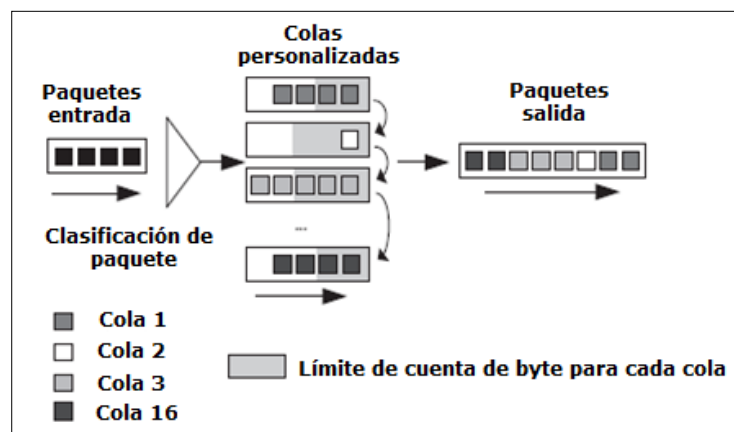 Colas
personalizadas
Paquetes
entrada
Paquetes
salida
Clasificación de
paquete
...
Cola 1
Cola 2
Cola 3
Cola 16
Límite de cuenta de byte para cada cola